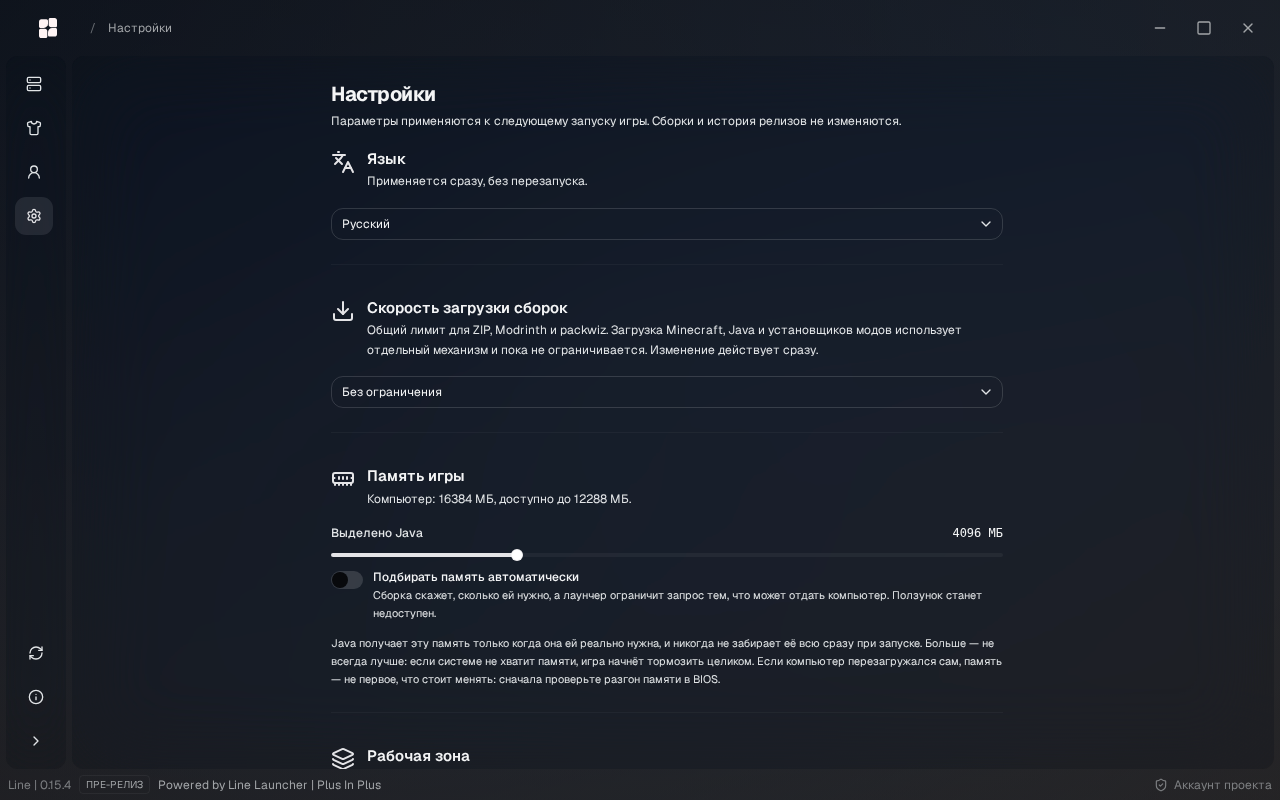 / Настройки
Настройки
Параметры применяются к следующему запуску игры. Сборки и история релизов не изменяются.
Язык
Применяется сразу, без перезапуска.
Русский
Скорость загрузки сборок
Общий лимит для ZIP, Modrinth и packwiz. Загрузка Minecraft, Java и установщиков модов использует
отдельный механизм и пока не ограничивается. Изменение действует сразу.
Без ограничения
Память игры
Компьютер: 16384 МБ, доступно до 12288 МБ.
Выделено Java 4096 МБ
Подбирать память автоматически
Сборка скажет, сколько ей нужно, а лаунчер ограничит запрос тем, что может отдать компьютер. Ползунок станет
недоступен.
Java получает эту память только когда она ей реально нужна, и никогда не забирает её всю сразу при запуске. Больше — не
всегда лучше: если системе не хватит памяти, игра начнёт тормозить целиком. Если компьютер перезагружался сам, память
— не первое, что стоит менять: сначала проверьте разгон памяти в BIOS.
Рабочая зона
Line | 0.15.4 ПРЕ-РЕЛИЗ Powered by Line Launcher | Plus In Plus Аккаунт проекта